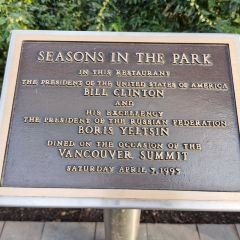 SEASONS IN THE PARK
IN THIS RESTAURANT
THE PRESIDENT OF THE UNITED STATES OF AMERICA
BILL CLINTON
AND
HIS EXCELLENCY
THE PRESIDENT OF THE RUSSIAN FEDERATION
BORIS YELTSIN
DINED ON THE OCCASION OF THE
VANCOUVER SUMMIT
SATURDAY APRIL 3, 1993